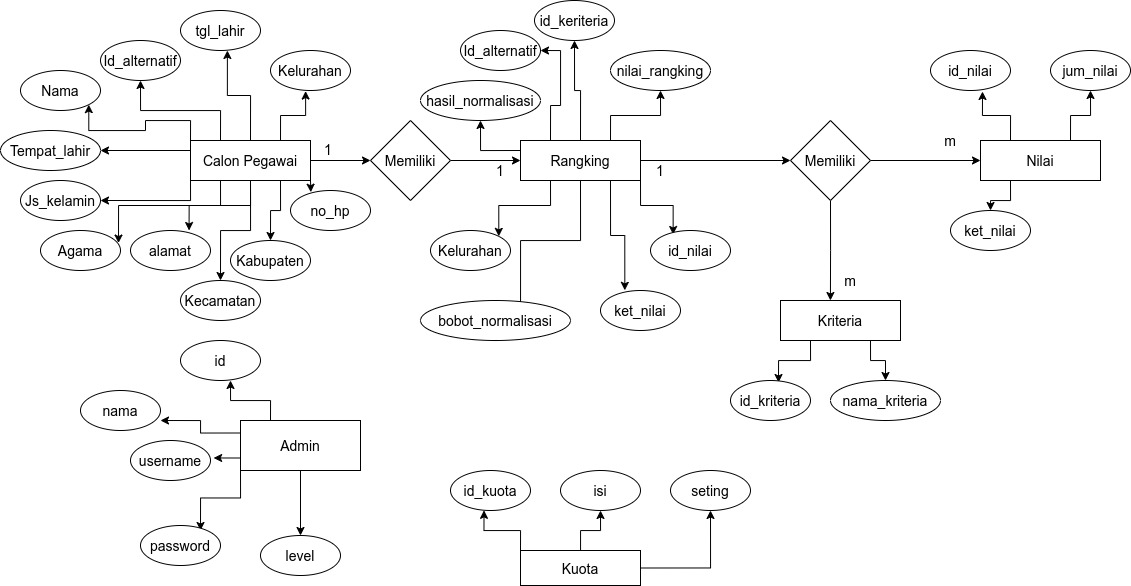 id_keriteria
tgl_lahir
Id_alternatif
Id_alternatif
Kelurahan
nilai_rangking
id_nilai
jum_nilai
Nama
hasil_normalisasi
Tempat_lahir
Calon Pegawai
1
Memiliki
1
Rangking
1
Memiliki
m
Nilai
Js_kelamin
no_hp
ket_nilai
Agama
alamat
Kabupaten
Kelurahan
id_nilai
Kecamatan
m
bobot_normalisasi
ket_nilai
Kriteria
id
nama
id_kriteria
nama_kriteria
Admin
username
id_kuota
isi
seting
password
level
Kuota